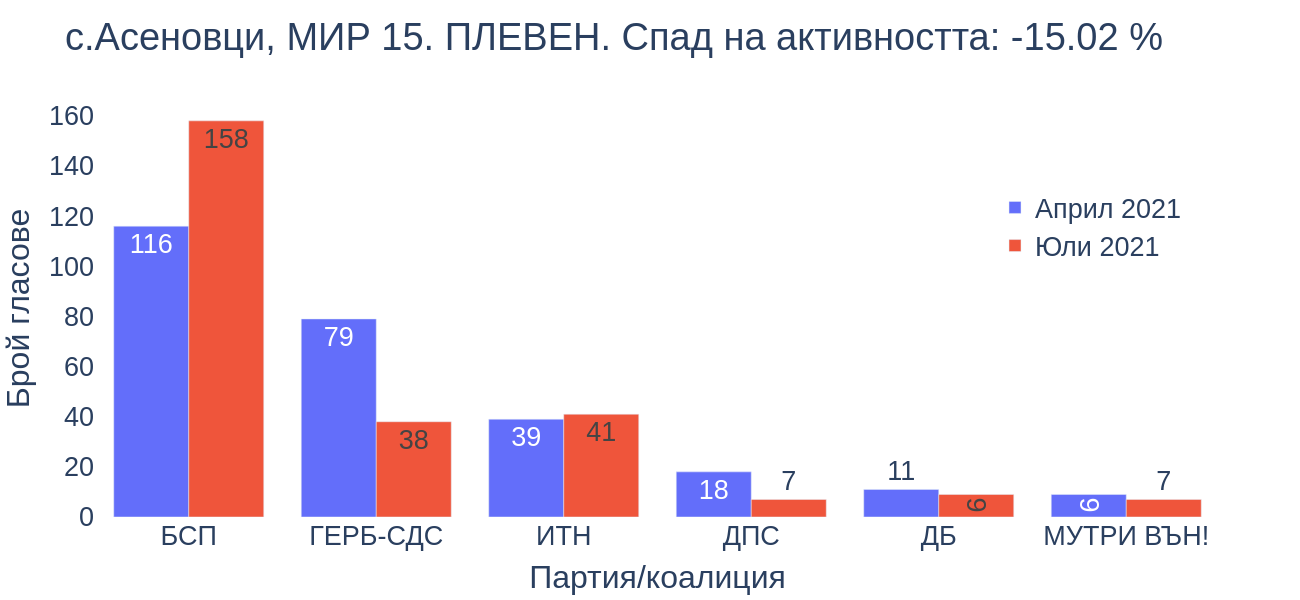 с.Асеновци, МИР 15. ПЛЕВЕН. Спад на активността: -15.02 %
160
140
120
100
80
60
40
20
0
Брой гласове
116
158
79
38
39
41
18
7
11
9
9
7
Април 2021
Юли 2021
БСП
ГЕРБ-СДС
ИТН
ДПС
ДБ
МУТРИ ВЪН!
Партия/коалиция